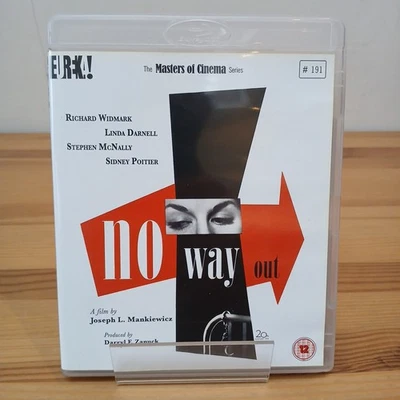 EUREKA!
The Masters of Cinema Series
# 191
RICHARD WIDMARK
LINDA DARNELL
STEPHEN MCNALLY
SIDNEY POITIER
no way out
A film by
Joseph L. Mankiewicz
Produced by
Darryl F. Zanuck
20th
12